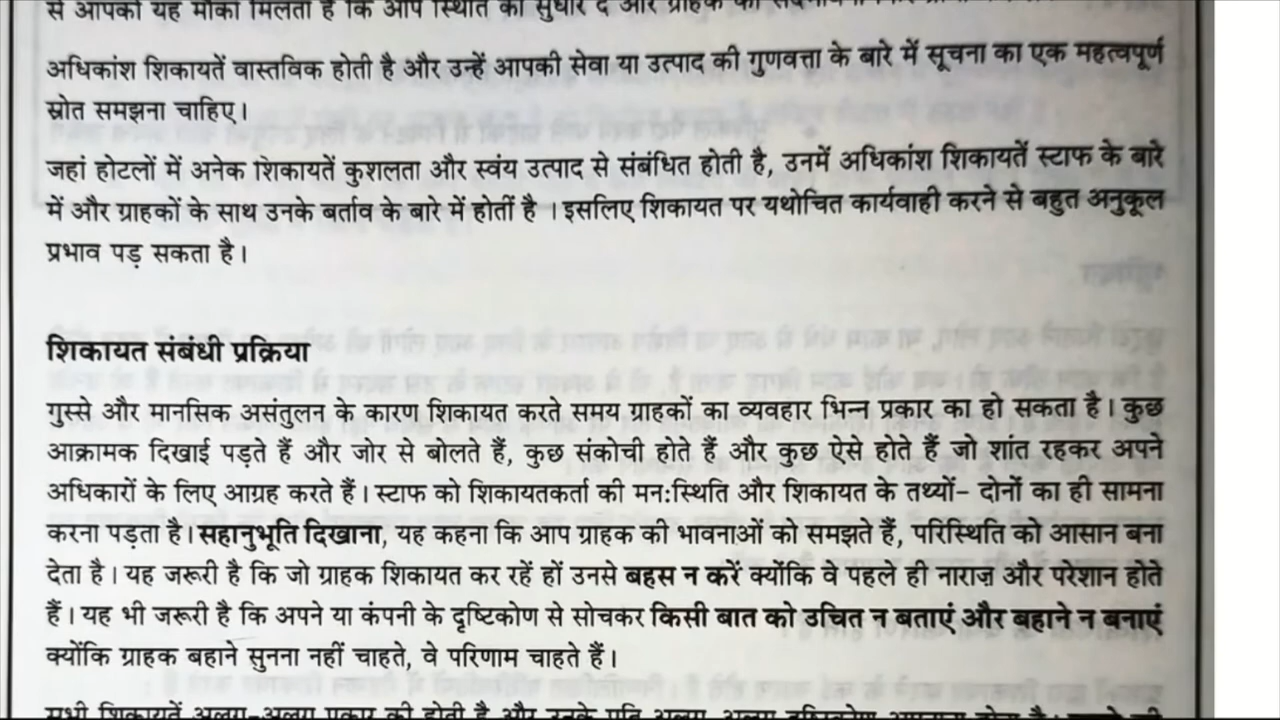 से आपको यह मौका मिलता है कि आप स्थिति को सुधार दें और ग्राहक को
अधिकांश शिकायतें वास्तविक होती है और उन्हें आपकी सेवा या उत्पाद की गुणवत्ता के बारे में सूचना का एक महत्वपूर्ण
स्रोत समझना चाहिए।
जहां होटलों में अनेक शिकायतें कुशलता और स्वंय उत्पाद से संबंधित होती है, उनमें अधिकांश शिकायतें स्टाफ के बारे
में और ग्राहकों के साथ उनके बर्ताव के बारे में होतीं है । इसलिए शिकायत पर यथोचित कार्यवाही करने से बहुत अनुकूल
प्रभाव पड़ सकता है।
शिकायत संबंधी प्रक्रिया
गुस्से और मानसिक असंतुलन के कारण शिकायत करते समय ग्राहकों का व्यवहार भिन्न प्रकार का हो सकता है। कुछ
आक्रामक दिखाई पड़ते हैं और जोर से बोलते हैं, कुछ संकोची होते हैं और कुछ ऐसे होते हैं जो शांत रहकर अपने
अधिकारों के लिए आग्रह करते हैं। स्टाफ को शिकायतकर्ता की मन:स्थिति और शिकायत के तथ्यों– दोनों का ही सामना
करना पड़ता है। सहानुभूति दिखाना, यह कहना कि आप ग्राहक की भावनाओं को समझते हैं, परिस्थिति को आसान बना
देता है। यह जरूरी है कि जो ग्राहक शिकायत कर रहें हों उनसे बहस न करें क्योंकि वे पहले ही नाराज़ और परेशान होते
हैं। यह भी जरूरी है कि अपने या कंपनी के दृष्टिकोण से सोचकर किसी बात को उचित न बताएं और बहाने न बनाएं
क्योंकि ग्राहक बहाने सुनना नहीं चाहते, वे परिणाम चाहते हैं।
सभी शिकायतें अलग-अलग प्रकार की होती है और उनके प्रति अलग-अलग दृष्टिकोण अपनाना होता है।